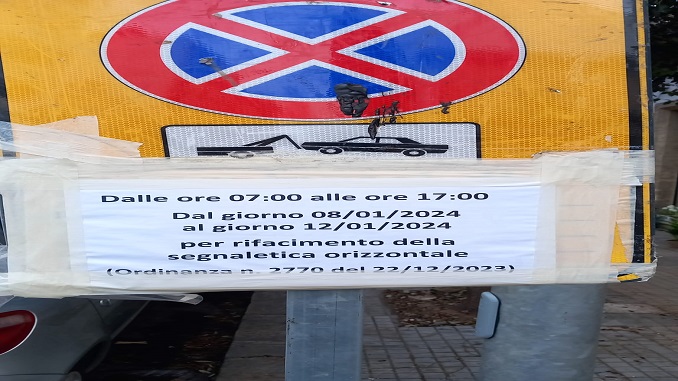 Dalle ore 07:00 alle ore 17:00
Dal giorno 08/01/2024
al giorno 12/01/2024
per rifacimento della
segnaletica orizzontale
(Ordinanza n. 2770 del 22/12/2023)